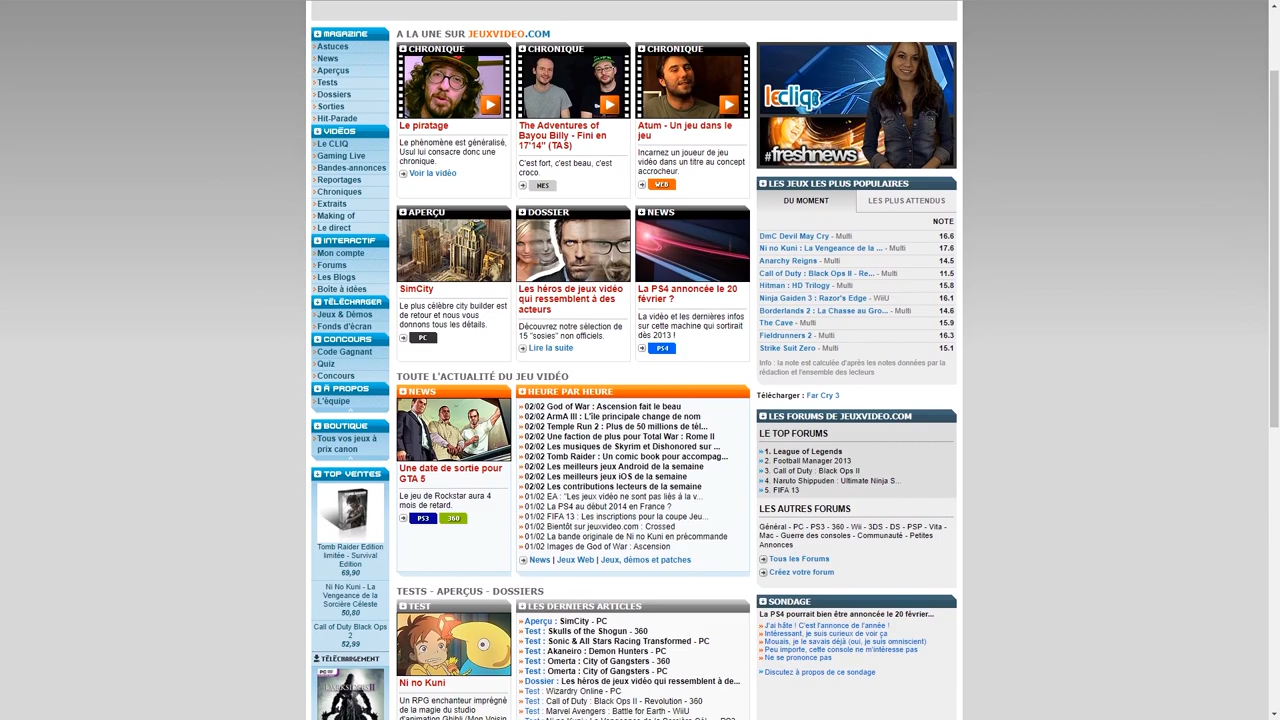 MAGAZINE
Astuces
News
Aperçus
Tests
Dossiers
Sorties
Hit-Parade
VIDÉOS
Le CLIQ
Gaming Live
Bandes-annonces
Reportages
Chroniques
Extraits
Making of
Le direct
INTERACTIF
Mon compte
Forums
Les Blogs
Boîte à idées
TÉLÉCHARGER
Jeux & Démos
Fonds d'écran
CONCOURS
Code Gagnant
Quiz
Concours
À PROPOS
L'équipe
BOUTIQUE
Tous vos jeux à
prix canon
TOP VENTES
Tomb Raider Edition
limitée - Survival
Edition
69,90
Ni No Kuni - La
Vengeance de la
Sorcière Céleste
50,80
Call of Duty Black Ops
2
52,99
TÉLÉCHARGEMENT
DARKSIDERS II
A LA UNE SUR JEUXVIDEO.COM
CHRONIQUE
Le piratage
Le phénomène est généralisé,
Usul lui consacre donc une
chronique.
Voir la vidéo
CHRONIQUE
The Adventures of
Bayou Billy - Fini en
17'14" (TAS)
C'est fort, c'est beau, c'est
croco.
NES
CHRONIQUE
Atum - Un jeu dans le
jeu
Incarnez un joueur de jeu
vidéo dans un titre au concept
accrocheur.
WEB
APERÇU
SimCity
Le plus célèbre city builder est
de retour et nous vous
donnons tous les détails.
PC
DOSSIER
Les héros de jeux vidéo
qui ressemblent à des
acteurs
Découvrez notre sélection de
15 "sosies" non officiels.
Lire la suite
NEWS
La PS4 annoncée le 20
février ?
La vidéo et les dernières infos
sur cette machine qui sortirait
dès 2013 !
PS4
TOUTE L'ACTUALITÉ DU JEU VIDÉO
NEWS
Une date de sortie pour
GTA 5
Le jeu de Rockstar aura 4
mois de retard.
PS3 360
HEURE PAR HEURE
02/02 God of War : Ascension fait le beau
02/02 ArmA III : L'île principale change de nom
02/02 Temple Run 2 : Plus de 50 millions de tél...
02/02 Une faction de plus pour Total War : Rome II
02/02 Les musiques de Skyrim et Dishonored sur ...
02/02 Tomb Raider : Un comic book pour accompag...
02/02 Les meilleurs jeux Android de la semaine
02/02 Les meilleurs jeux iOS de la semaine
02/02 Les contributions lecteurs de la semaine
01/02 EA : "Les jeux vidéo ne sont pas liés à la v...
01/02 La PS4 au début 2014 en France ?
01/02 FIFA 13 : Les inscriptions pour la coupe Jeu...
01/02 Bientôt sur jeuxvideo.com : Crossed
01/02 La bande originale de Ni no Kuni en précommande
01/02 Images de God of War : Ascension
News | Jeux Web | Jeux, démos et patches
TESTS - APERÇUS - DOSSIERS
TEST
Ni no Kuni
Un RPG enchanteur imprégné
de la magie du studio
d'animation Ghibli (Mon Voisin
LES DERNIERS ARTICLES
Aperçu : SimCity - PC
Test : Skulls of the Shogun - 360
Test : Sonic & All Stars Racing Transformed - PC
Test : Akaneiro : Demon Hunters - PC
Test : Omerta : City of Gangsters - 360
Test : Omerta : City of Gangsters - PC
Dossier : Les héros de jeux vidéo qui ressemblent à de...
Test : Wizardry Online - PC
Test : Call of Duty : Black Ops II - Revolution - 360
Test : Marvel Avengers : Battle for Earth - WiiU
Test : Ni no Kuni : La Vengeance de la Sorcière Cél... - PS3
lecliq
#freshnews
LES JEUX LES PLUS POPULAIRES
DU MOMENT
LES PLUS ATTENDUS
NOTE
DmC Devil May Cry - Multi 16.6
Ni no Kuni : La Vengeance de la ... - Multi 17.6
Anarchy Reigns - Multi 14.5
Call of Duty : Black Ops II - Re... - Multi 11.5
Hitman : HD Trilogy - Multi 15.8
Ninja Gaiden 3 : Razor's Edge - WiiU 16.1
Borderlands 2 : La Chasse au Gro... - Multi 14.6
The Cave - Multi 15.9
Fieldrunners 2 - Multi 16.3
Strike Suit Zero - Multi 15.1
Info : la note est calculée d'après les notes données par la
rédaction et l'ensemble des lecteurs
Télécharger : Far Cry 3
LES FORUMS DE JEUXVIDEO.COM
LE TOP FORUMS
1. League of Legends
2. Football Manager 2013
3. Call of Duty : Black Ops II
4. Naruto Shippuden : Ultimate Ninja S...
5. FIFA 13
LES AUTRES FORUMS
Général - PC - PS3 - 360 - Wii - 3DS - DS - PSP - Vita -
Mac - Guerre des consoles - Communauté - Petites
Annonces
Tous les Forums
Créez votre forum
SONDAGE
La PS4 pourrait bien être annoncée le 20 février...
J'ai hâte ! C'est l'annonce de l'année !
Intéressant, je suis curieux de voir ça
Mouais, je le savais déjà (oui, je suis omniscient)
Peu importe, cette console ne m'intéresse pas
Ne se prononce pas
Discutez à propos de ce sondage